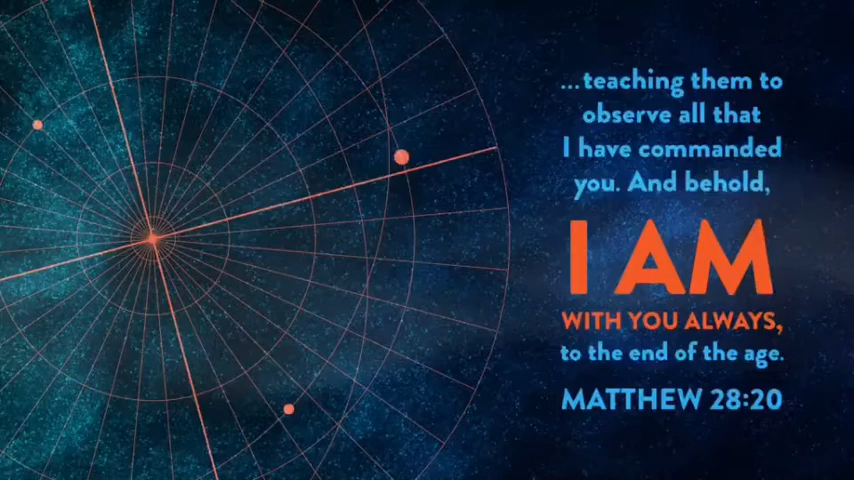 ...teaching them to
observe all that
I have commanded
you. And behold,
I AM
WITH YOU ALWAYS,
to the end of the age.
MATTHEW 28:20